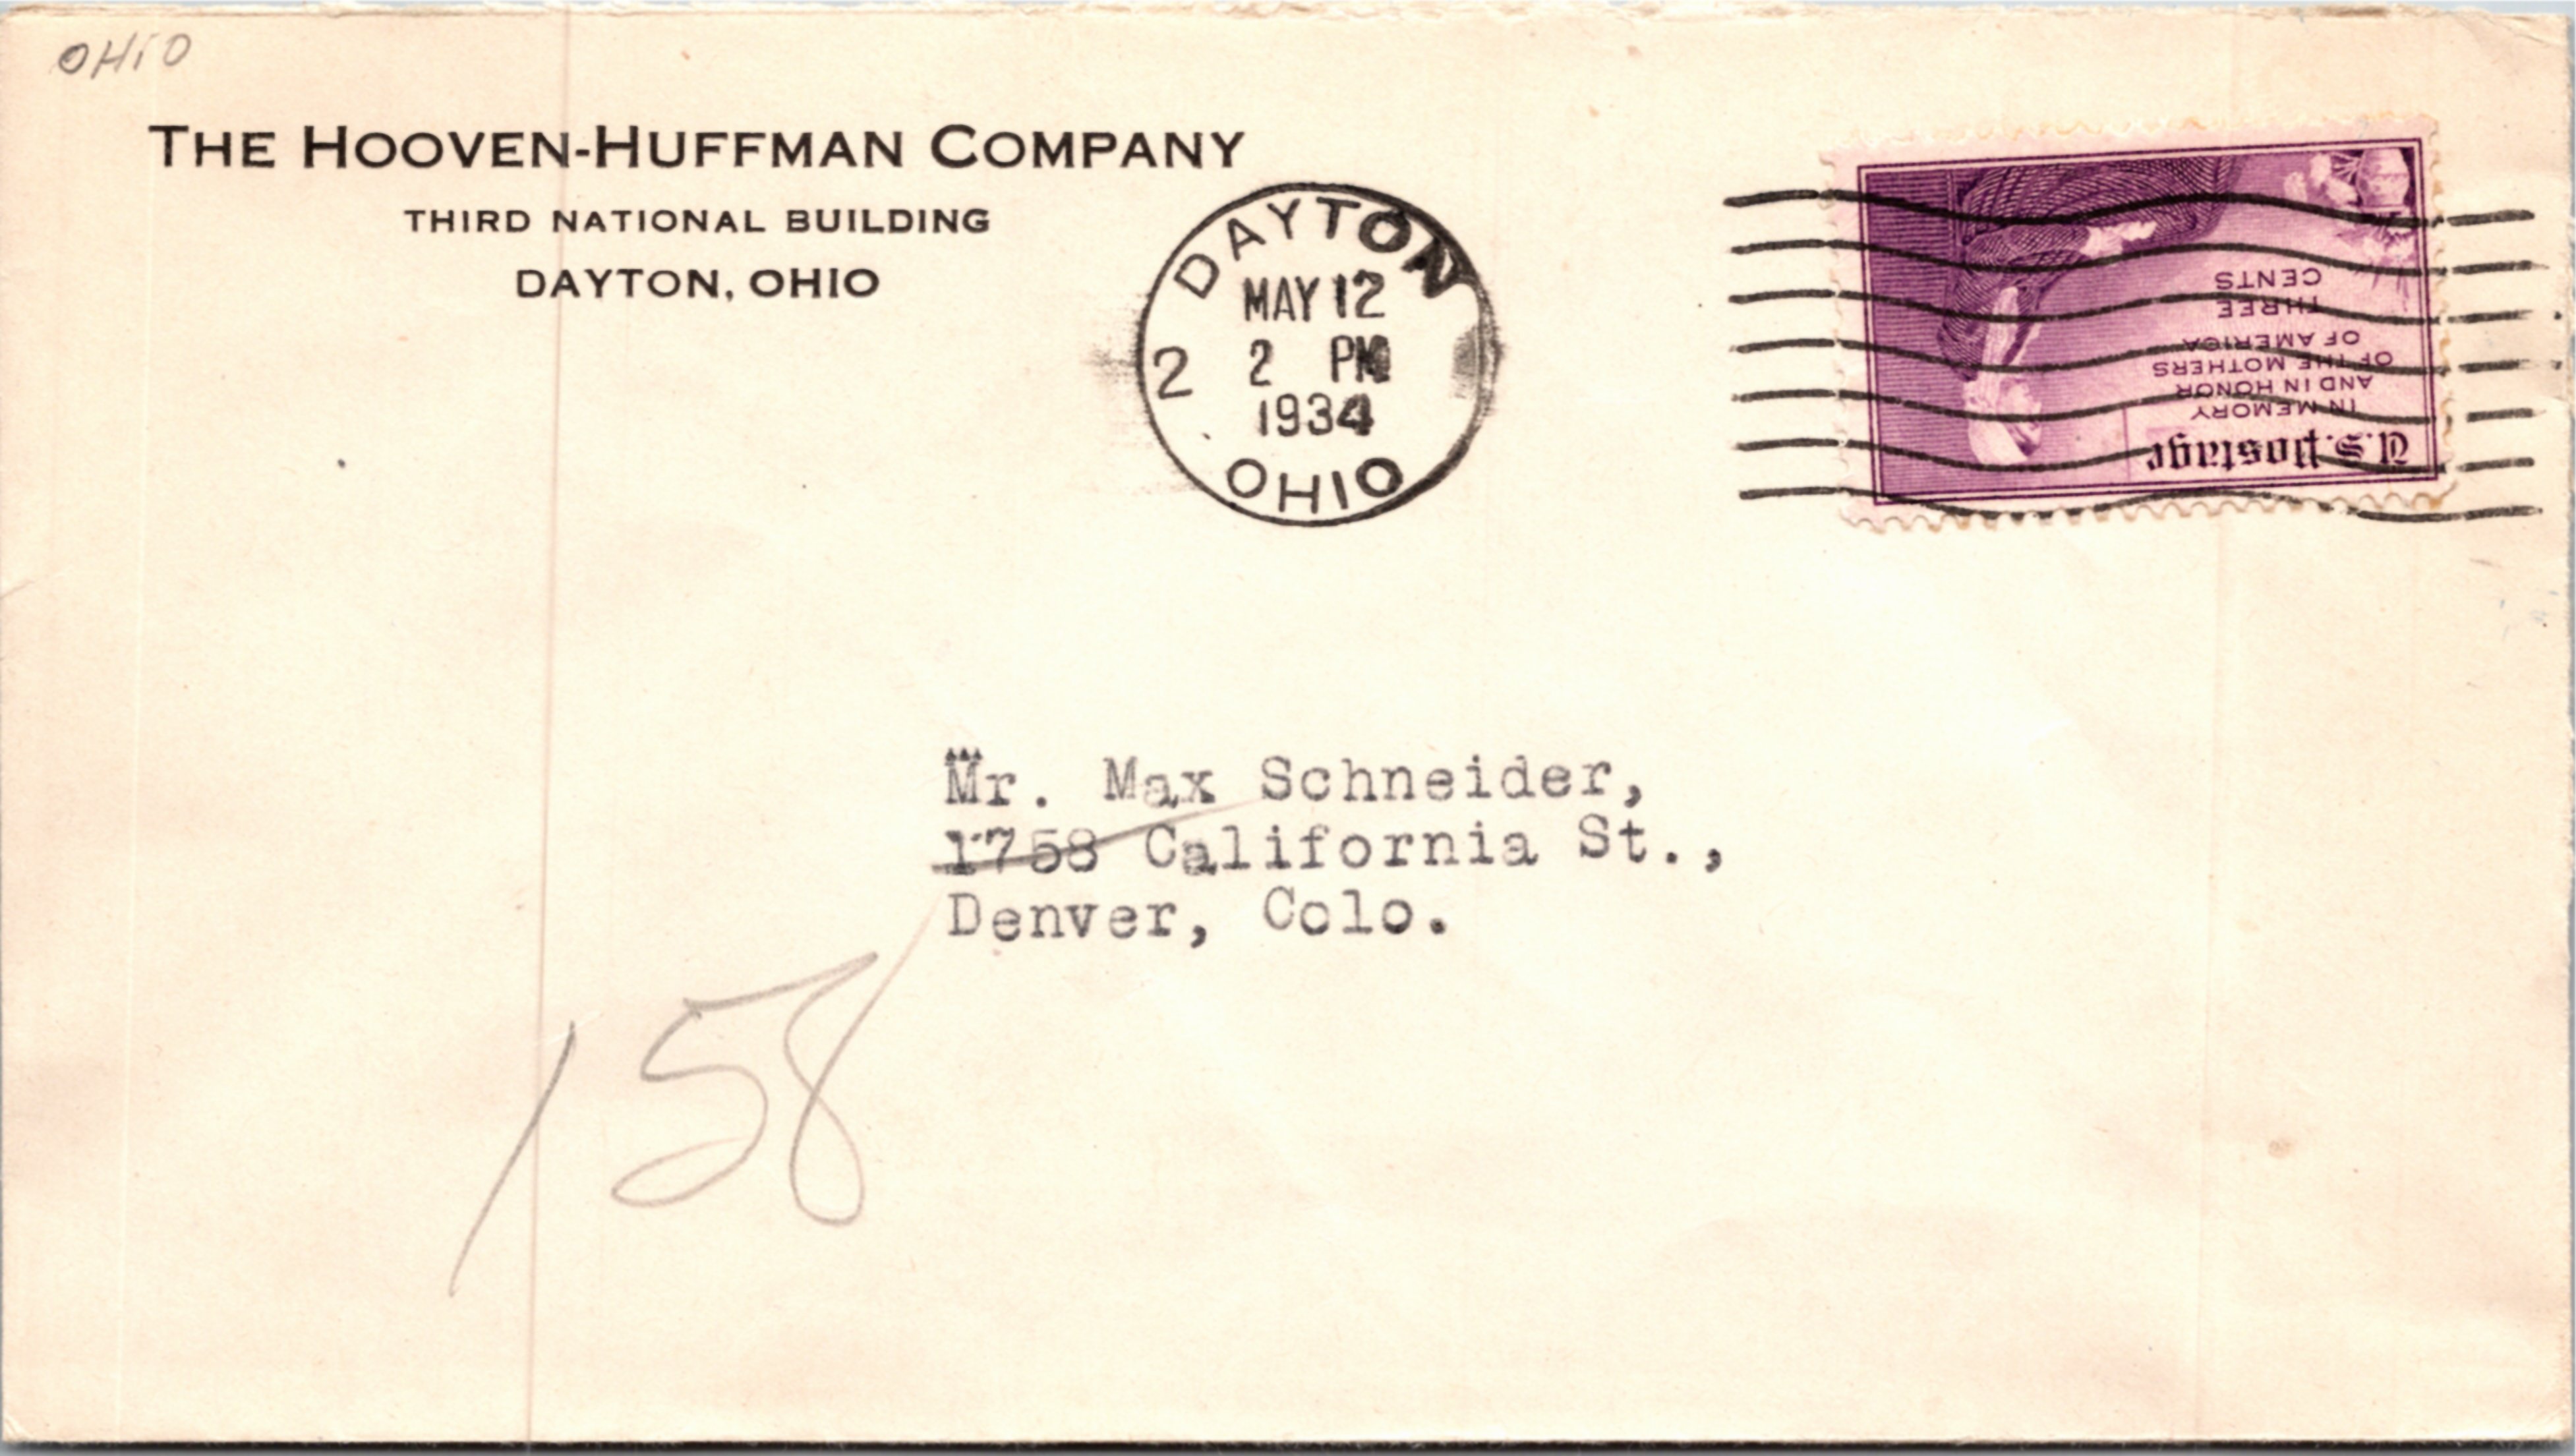 OHIO
THE HOOVEN-HUFFMAN COMPANY
THIRD NATIONAL BUILDING
DAYTON, OHIO
DAYTON
MAY 12
2 2 PM
1934
OHIO
U.S. Postage
IN MEMORY
AND IN HONOR
OF THE MOTHERS
OF AMERICA
THREE
CENTS
Mr. Max Schneider,
1758 California St.,
Denver, Colo.
158